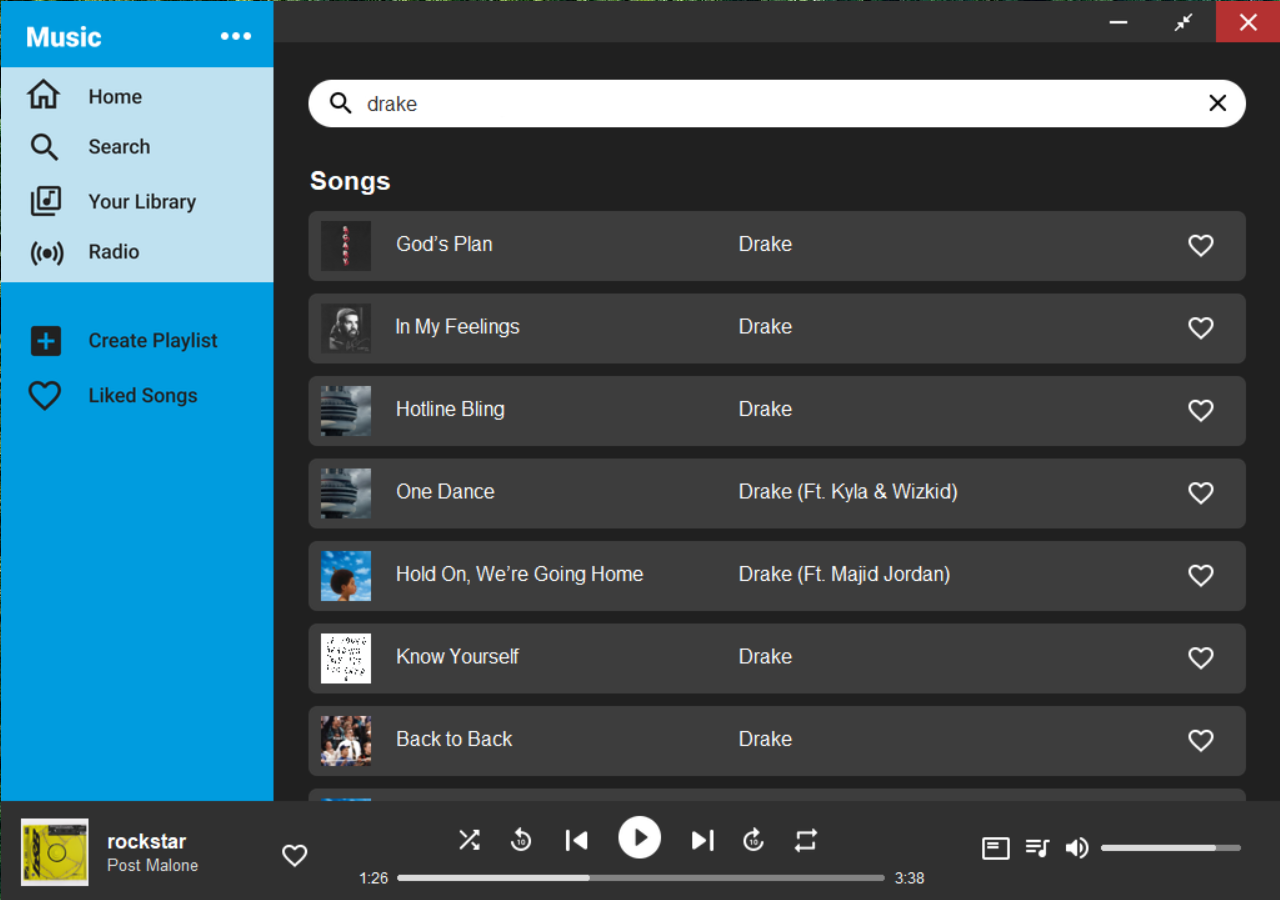 Music
Home
Search
Your Library
Radio
Create Playlist
Liked Songs
drake
Songs
SCARY
God’s Plan Drake
In My Feelings Drake
Hotline Bling Drake
One Dance Drake (Ft. Kyla & Wizkid)
Hold On, We’re Going Home Drake (Ft. Majid Jordan)
Know Yourself Drake
Back to Back Drake
rockstar
Post Malone
10
10
1:26
3:38